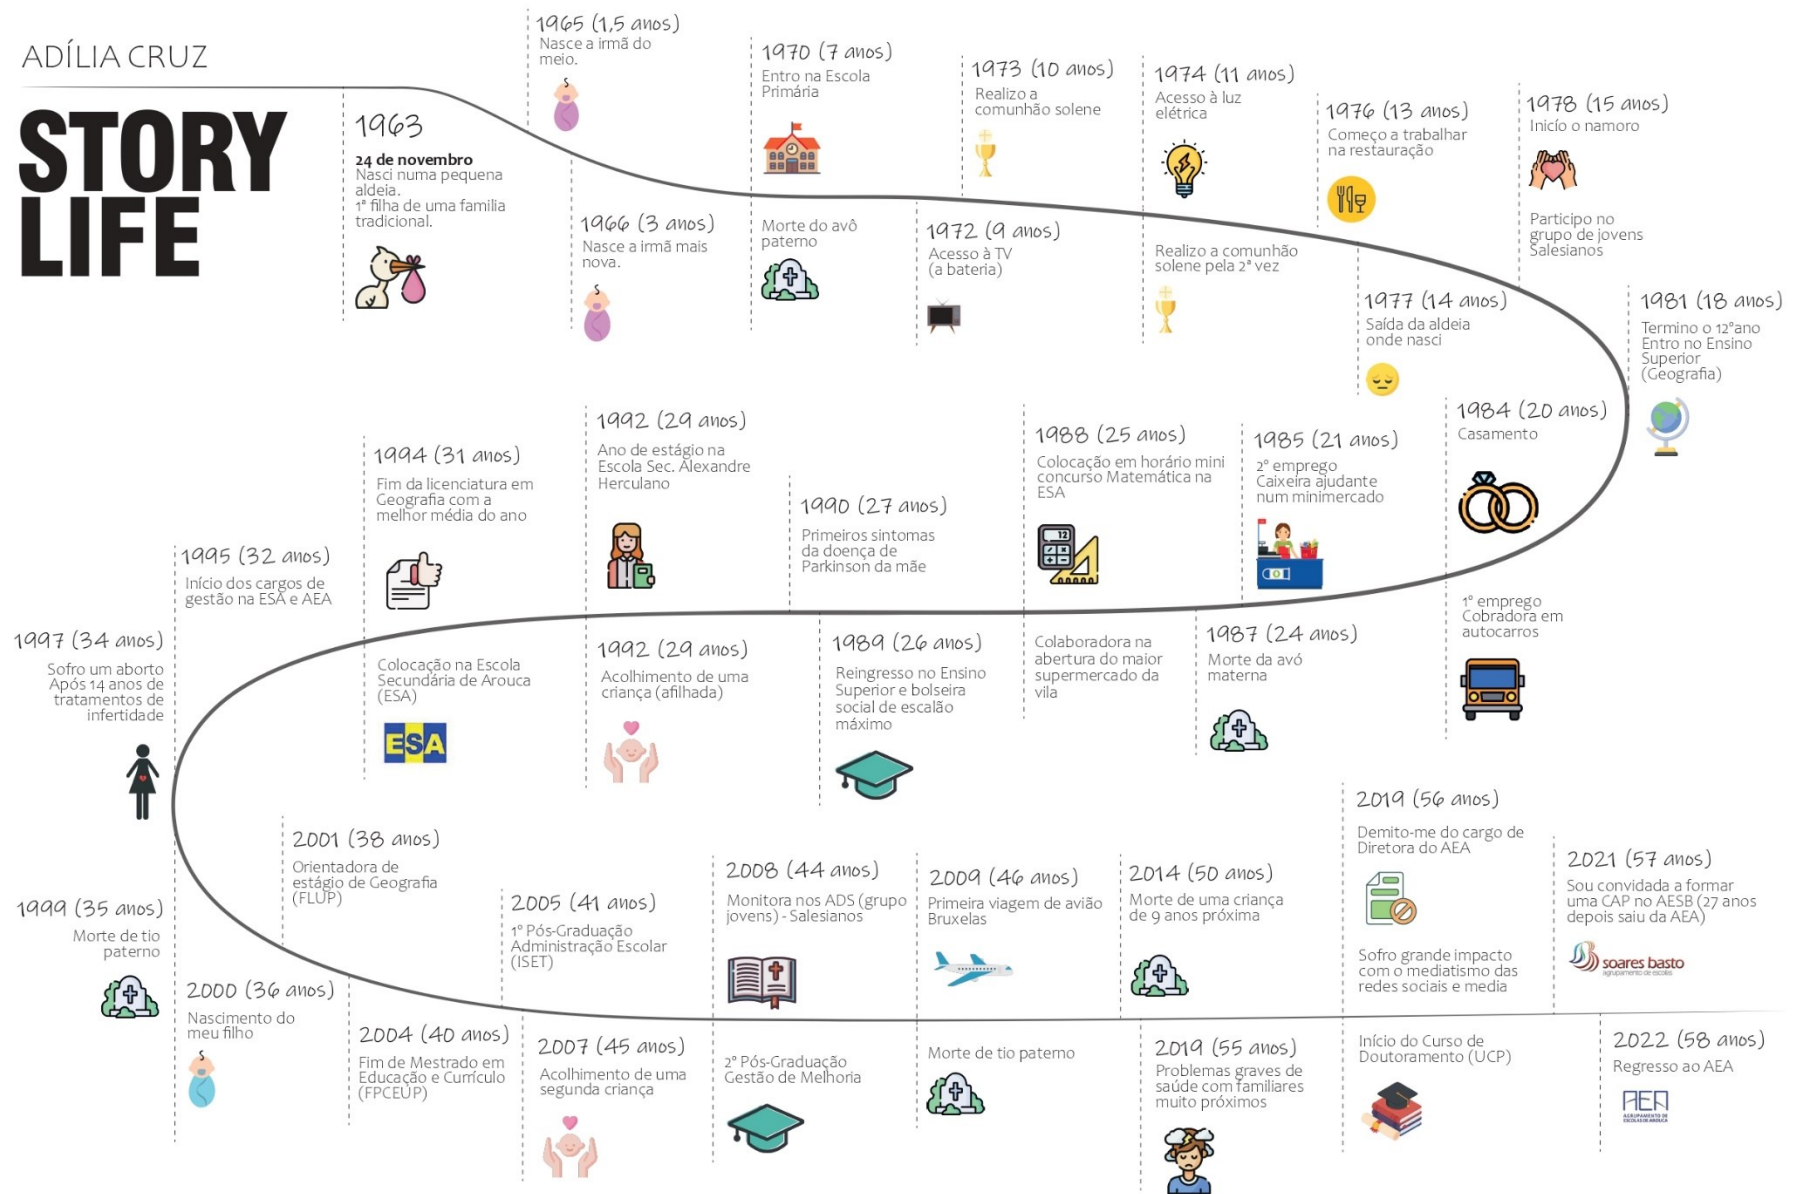 ADÍLIA CRUZ
STORY
LIFE
1963
24 de novembro
Nasci numa pequena
aldeia.
1ª filha de uma familia
tradicional.
1965 (1,5 anos)
Nasce a irmã do
meio.
1966 (3 anos)
Nasce a irmã mais
nova.
1970 (7 anos)
Entro na Escola
Primária
Morte do avô
paterno
1972 (9 anos)
Acesso à TV
(a bateria)
1973 (10 anos)
Realizo a
comunhão solene
1974 (11 anos)
Acesso à luz
elétrica
Realizo a comunhão
solene pela 2ª vez
1976 (13 anos)
Começo a trabalhar
na restauração
1977 (14 anos)
Saída da aldeia
onde nasci
1978 (15 anos)
Inicío o namoro
Participo no
grupo de jovens
Salesianos
1981 (18 anos)
Termino o 12ºano
Entro no Ensino
Superior
(Geografia)
1984 (20 anos)
Casamento
1º emprego
Cobradora em
autocarros
1985 (21 anos)
2º emprego
Caixeira ajudante
num minimercado
1987 (24 anos)
Morte da avó
materna
1988 (25 anos)
Colocação em horário mini
concurso Matemática na
ESA
12
Colaboradora na
abertura do maior
supermercado da
vila
1989 (26 anos)
Reingresso no Ensino
Superior e bolseira
social de escalão
máximo
1990 (27 anos)
Primeiros sintomas
da doença de
Parkinson da mãe
1992 (29 anos)
Ano de estágio na
Escola Sec. Alexandre
Herculano
1992 (29 anos)
Acolhimento de uma
criança (afilhada)
1994 (31 anos)
Fim da licenciatura em
Geografia com a
melhor média do ano
Colocação na Escola
Secundária de Arouca
(ESA)
ESA
1995 (32 anos)
Início dos cargos de
gestão na ESA e AEA
1997 (34 anos)
Sofro um aborto
Após 14 anos de
tratamentos de
infertidade
1999 (35 anos)
Morte de tio
paterno
2000 (36 anos)
Nascimento do
meu filho
2001 (38 anos)
Orientadora de
estágio de Geografia
(FLUP)
2004 (40 anos)
Fim de Mestrado em
Educação e Currículo
(FPCEUP)
2005 (41 anos)
1º Pós-Graduação
Administração Escolar
(ISET)
2007 (45 anos)
Acolhimento de uma
segunda criança
2008 (44 anos)
Monitora nos ADS (grupo
jovens) - Salesianos
2º Pós-Graduação
Gestão de Melhoria
2009 (46 anos)
Primeira viagem de avião
Bruxelas
Morte de tio paterno
2014 (50 anos)
Morte de uma criança
de 9 anos próxima
2019 (55 anos)
Problemas graves de
saúde com familiares
muito próximos
2019 (56 anos)
Demito-me do cargo de
Diretora do AEA
Sofro grande impacto
com o mediatismo das
redes sociais e media
Início do Curso de
Doutoramento (UCP)
2021 (57 anos)
Sou convidada a formar
uma CAP no AESB (27 anos
depois saiu da AEA)
soares basto
agrupamento de escolas
2022 (58 anos)
Regresso ao AEA
AEA
AGRUPAMENTO DE
ESCOLAS DE AROUCA